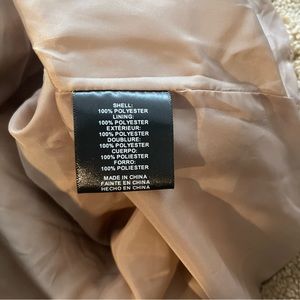 SHELL:
100% POLYESTER
LINING:
100% POLYESTER
EXTÉRIEUR:
100% POLYESTER
DOUBLURE:
100% POLYESTER
CUERPO:
100% POLIESTER
FORRO:
100% POLIESTER
MADE IN CHINA
FAINTE EN CHINA
HECHO EN CHINA